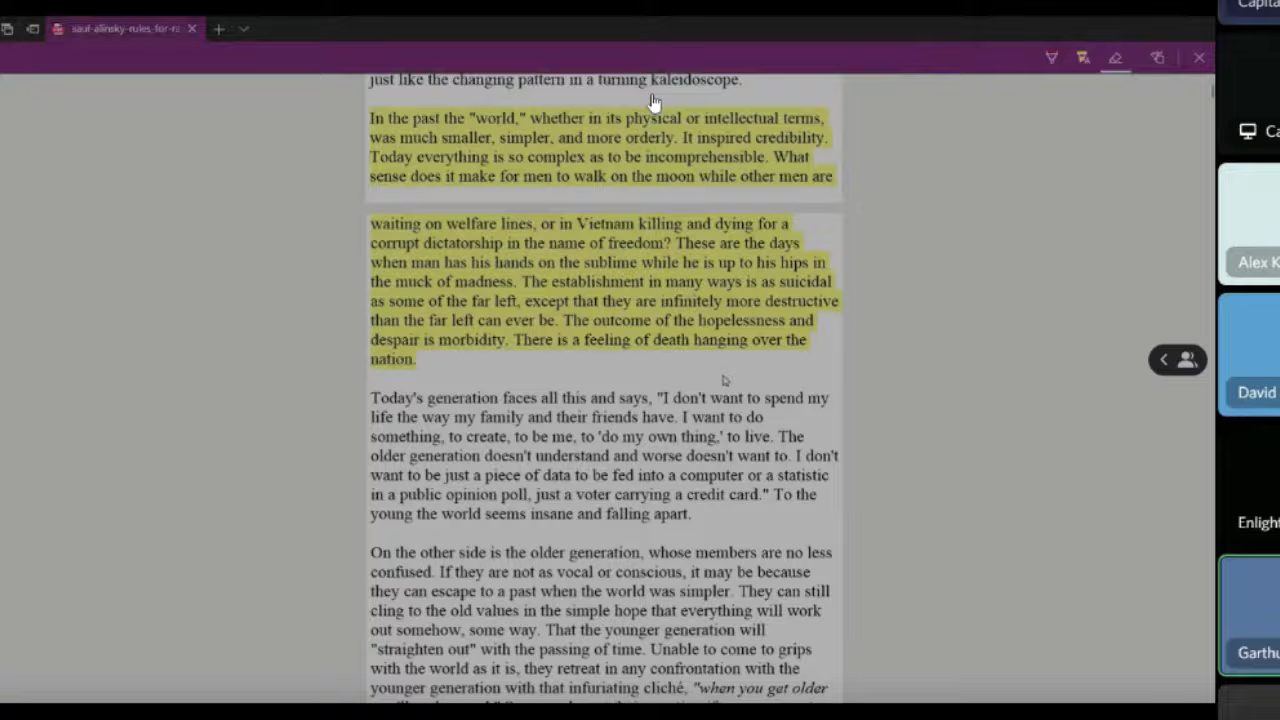 Capita
saul-alinsky-rules-for-ra
just like the changing pattern in a turning kaleidoscope.
In the past the "world," whether in its physical or intellectual terms,
was much smaller, simpler, and more orderly. It inspired credibility.
Today everything is so complex as to be incomprehensible. What
sense does it make for men to walk on the moon while other men are
waiting on welfare lines, or in Vietnam killing and dying for a
corrupt dictatorship in the name of freedom? These are the days
when man has his hands on the sublime while he is up to his hips in
the muck of madness. The establishment in many ways is as suicidal
as some of the far left, except that they are infinitely more destructive
than the far left can ever be. The outcome of the hopelessness and
despair is morbidity. There is a feeling of death hanging over the
nation.
Today's generation faces all this and says, "I don't want to spend my
life the way my family and their friends have. I want to do
something, to create, to be me, to 'do my own thing,' to live. The
older generation doesn't understand and worse doesn't want to. I don't
want to be just a piece of data to be fed into a computer or a statistic
in a public opinion poll, just a voter carrying a credit card." To the
young the world seems insane and falling apart.
On the other side is the older generation, whose members are no less
confused. If they are not as vocal or conscious, it may be because
they can escape to a past when the world was simpler. They can still
cling to the old values in the simple hope that everything will work
out somehow, some way. That the younger generation will
"straighten out" with the passing of time. Unable to come to grips
with the world as it is, they retreat in any confrontation with the
younger generation with that infuriating cliché, "when you get older
Ca
Alex K
David
Enlight
Garthu